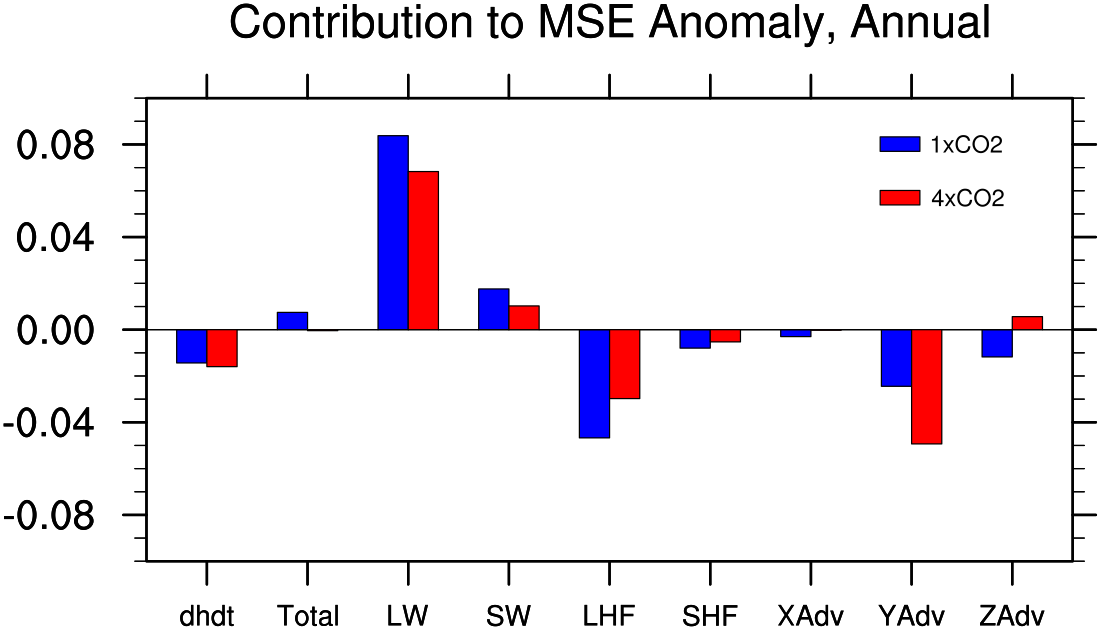 Contribution to MSE Anomaly, Annual
0.08
0.04
0.00
-0.04
-0.08
1xCO2
4xCO2
dhdt Total LW SW LHF SHF XAdv YAdv ZAdv